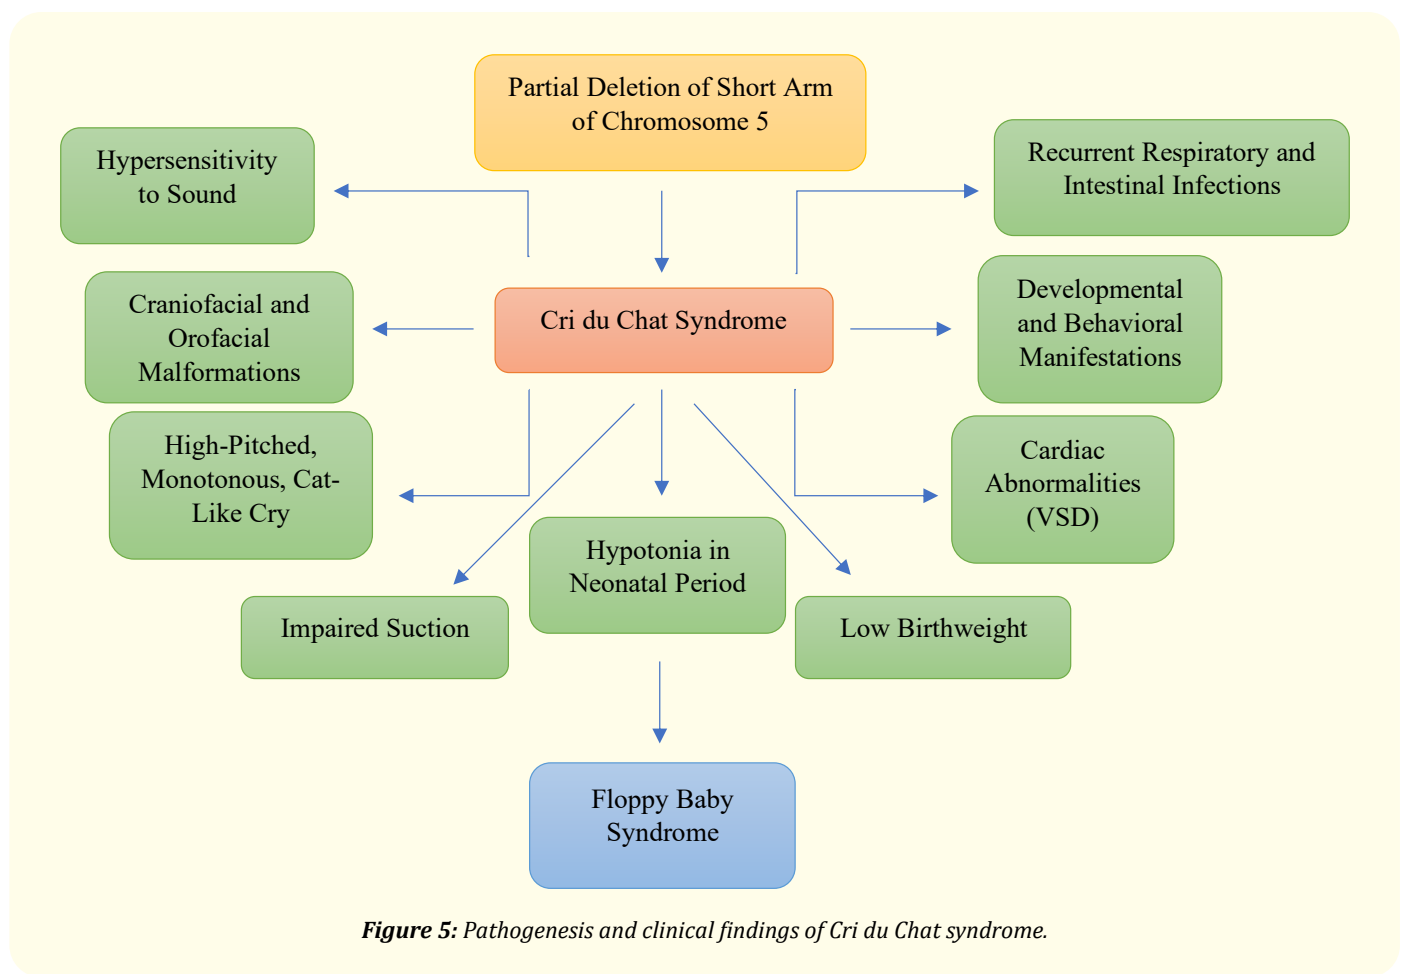 Partial Deletion of Short Arm
of Chromosome 5
Hypersensitivity
to Sound
Recurrent Respiratory and
Intestinal Infections
Craniofacial and
Orofacial
Malformations
Cri du Chat Syndrome
Developmental
and Behavioral
Manifestations
High-Pitched,
Monotonous, Cat-
Like Cry
Cardiac
Abnormalities
(VSD)
Impaired Suction
Hypotonia in
Neonatal Period
Low Birthweight
Floppy Baby
Syndrome
Figure 5: Pathogenesis and clinical findings of Cri du Chat syndrome.